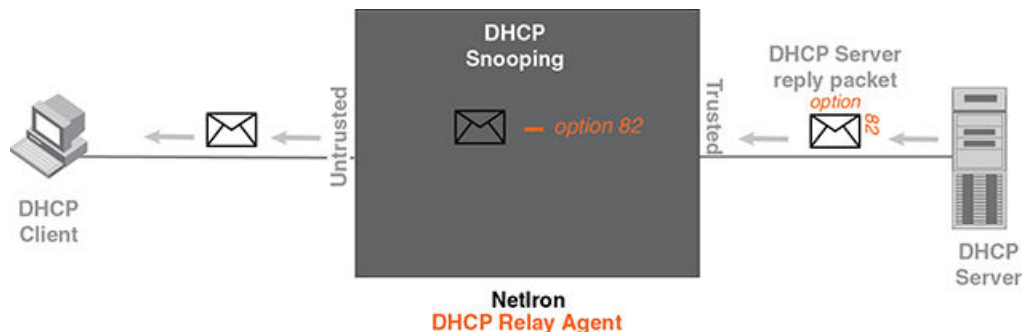 DHCP
Snooping
DHCP Server
reply packet
option
82
– option 82
Untrusted
Trusted
DHCP
Client
DHCP
Server
NetIron
DHCP Relay Agent